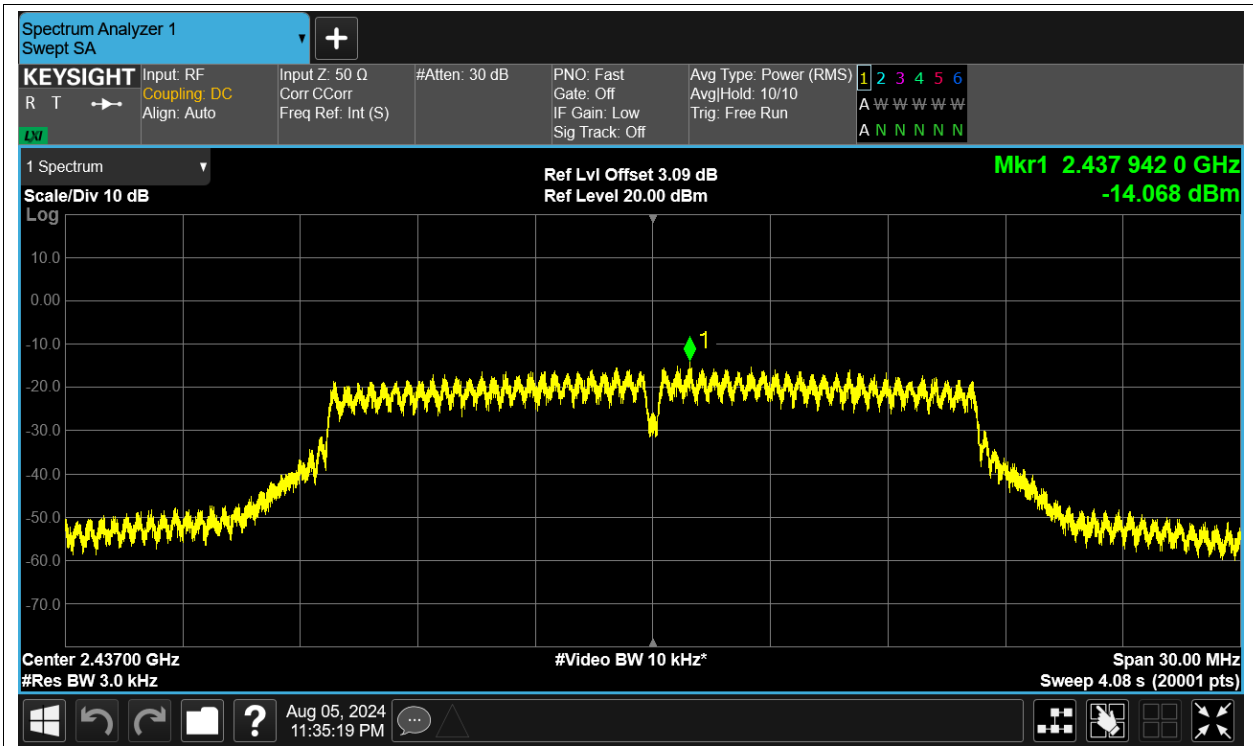 Spectrum Analyzer 1
Swept SA
KEYSIGHT
R T
LXI
Input: RF
Coupling: DC
Align: Auto
Input Z: 50 Ω
Corr CCorr
Freq Ref: Int (S)
#Atten: 30 dB
PNO: Fast
Gate: Off
IF Gain: Low
Sig Track: Off
Avg Type: Power (RMS)
Avg|Hold: 10/10
Trig: Free Run
1 2 3 4 5 6
A W W W W W
A N N N N N
1 Spectrum
Scale/Div 10 dB
Log
Ref Lvl Offset 3.09 dB
Ref Level 20.00 dBm
Mkr1 2.437 942 0 GHz
-14.068 dBm
10.0
0.00
-10.0
-20.0
-30.0
-40.0
-50.0
-60.0
-70.0
1
Center 2.43700 GHz
#Res BW 3.0 kHz
#Video BW 10 kHz*
Span 30.00 MHz
Sweep 4.08 s (20001 pts)
?
Aug 05, 2024
11:35:19 PM